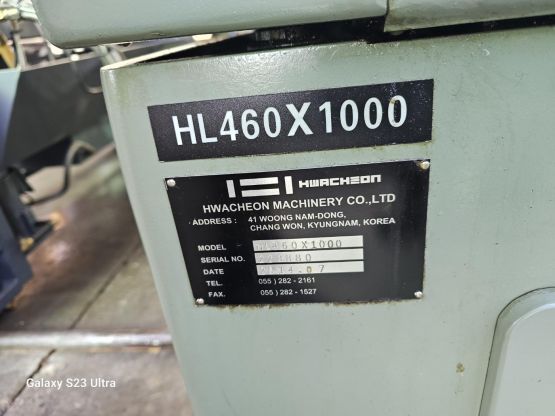 HL460X1000
HWACHEON
HWACHEON MACHINERY CO.,LTD
ADDRESS : 41 WOONG NAM-DONG,
CHANG WON, KYUNGNAM, KOREA
MODEL
SERIAL NO.
DATE
TEL. 055 ) 282 - 2161
FAX. 055 ) 282 - 1527
Galaxy S23 Ultra